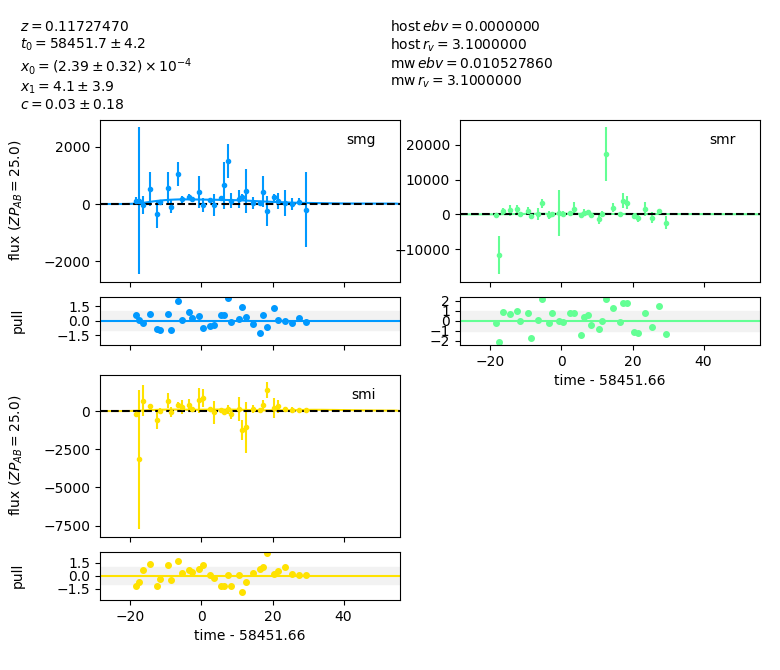 z = 0.11727470
t₀ = 58451.7 ± 4.2
x₀ = (2.39 ± 0.32) × 10⁻⁴
x₁ = 4.1 ± 3.9
c = 0.03 ± 0.18
host ebv = 0.0000000
host r_v = 3.1000000
mw ebv = 0.010527860
mw r_v = 3.1000000
smg
flux (ZP_AB = 25.0)
2000
0
−2000
smr
20000
10000
0
−10000
pull
1.5
0.0
−1.5
2
1
0
−1
−2
−20 0 20 40
time - 58451.66
smi
flux (ZP_AB = 25.0)
0
−2500
−5000
−7500
pull
1.5
0.0
−1.5
−20 0 20 40
time - 58451.66